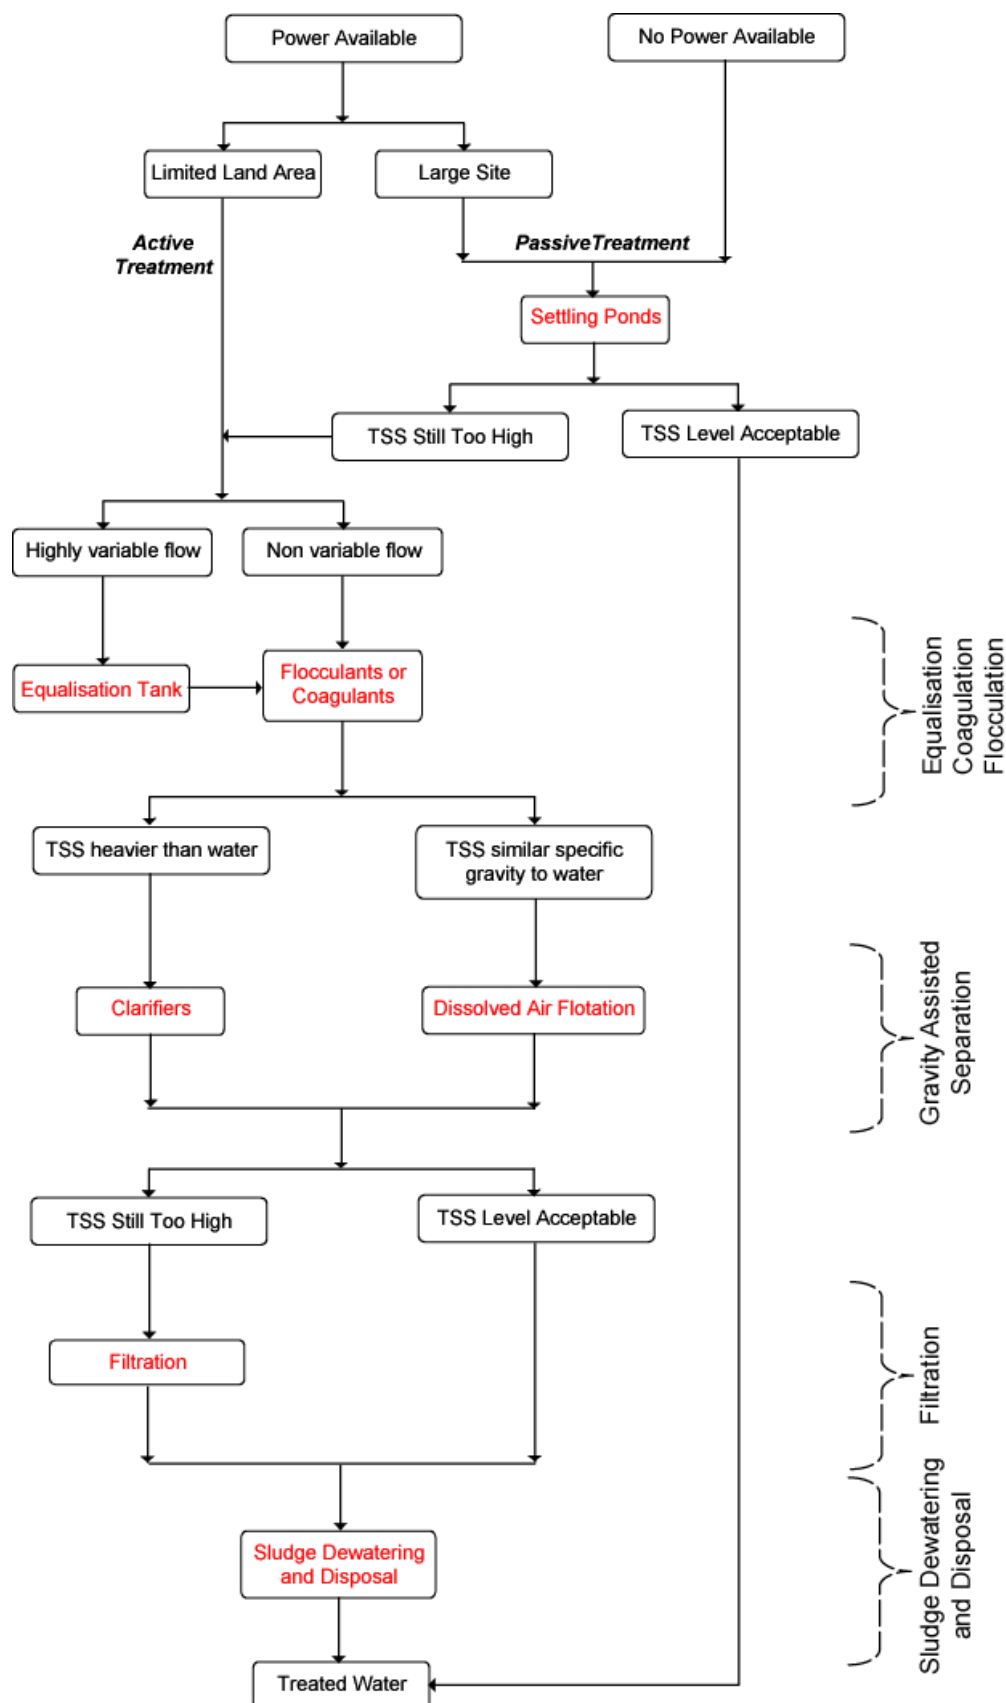 Power Available
No Power Available
Limited Land Area
Large Site
Active
Treatment
PassiveTreatment
Settling Ponds
TSS Still Too High
TSS Level Acceptable
Highly variable flow
Non variable flow
Equalisation Tank
Flocculants or
Coagulants
Equalisation
Coagulation
Flocculation
TSS heavier than water
TSS similar specific
gravity to water
Clarifiers
Dissolved Air Flotation
Gravity Assisted
Separation
TSS Still Too High
TSS Level Acceptable
Filtration
Filtration
Sludge Dewatering
and Disposal
Sludge Dewatering
and Disposal
Treated Water